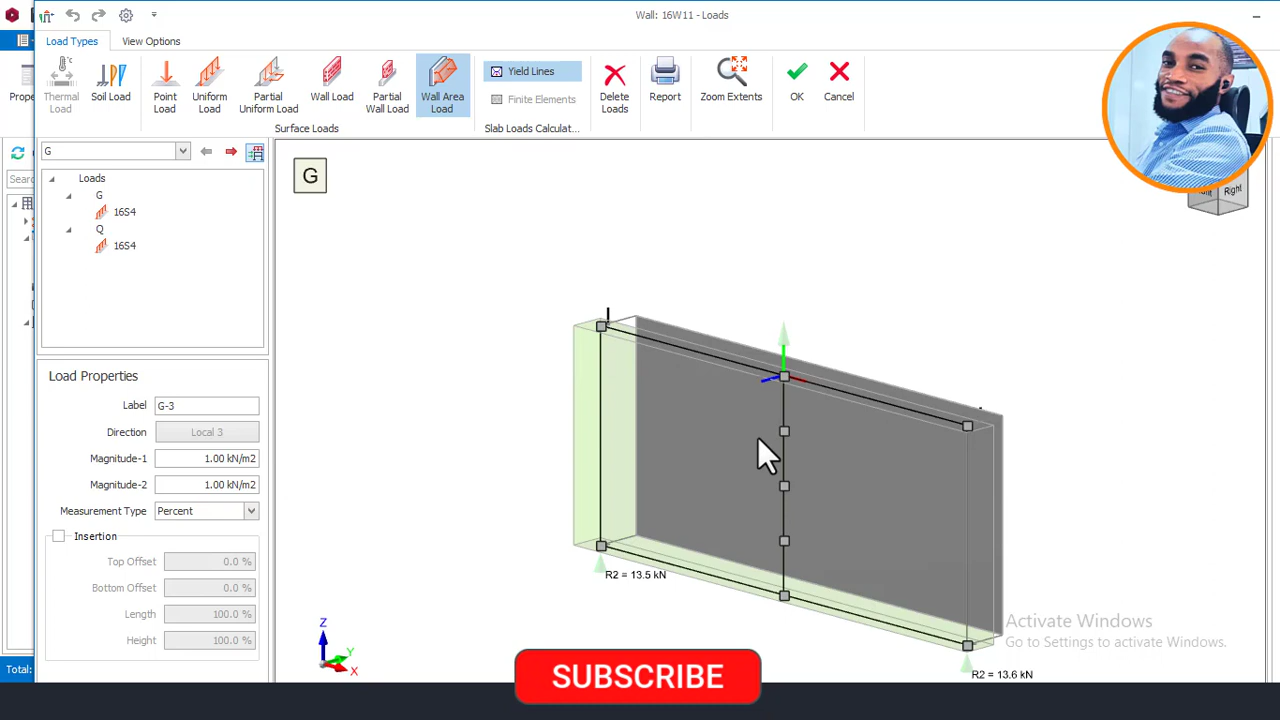 Wall: 16W11 - Loads
Load Types
View Options
Prope
Thermal Load
Soil Load
Point Load
Uniform Load
Partial Uniform Load
Wall Load
Partial Wall Load
Wall Area Load
Surface Loads
Yield Lines
Finite Elements
Slab Loads Calculat...
Delete Loads
Report
Zoom Extents
OK
Cancel
Sear
G
Loads
G
16S4
Q
16S4
G
Right
Load Properties
Label G-3
Direction Local 3
Magnitude-1 1.00 kN/m2
Magnitude-2 1.00 kN/m2
Measurement Type Percent
Insertion
Top Offset 0.0 %
Bottom Offset 0.0 %
Length 100.0 %
Height 100.0 %
R2 = 13.5 kN
R2 = 13.6 kN
Z
Y
X
Activate Windows
Go to Settings to activate Windows.
Total:
SUBSCRIBE